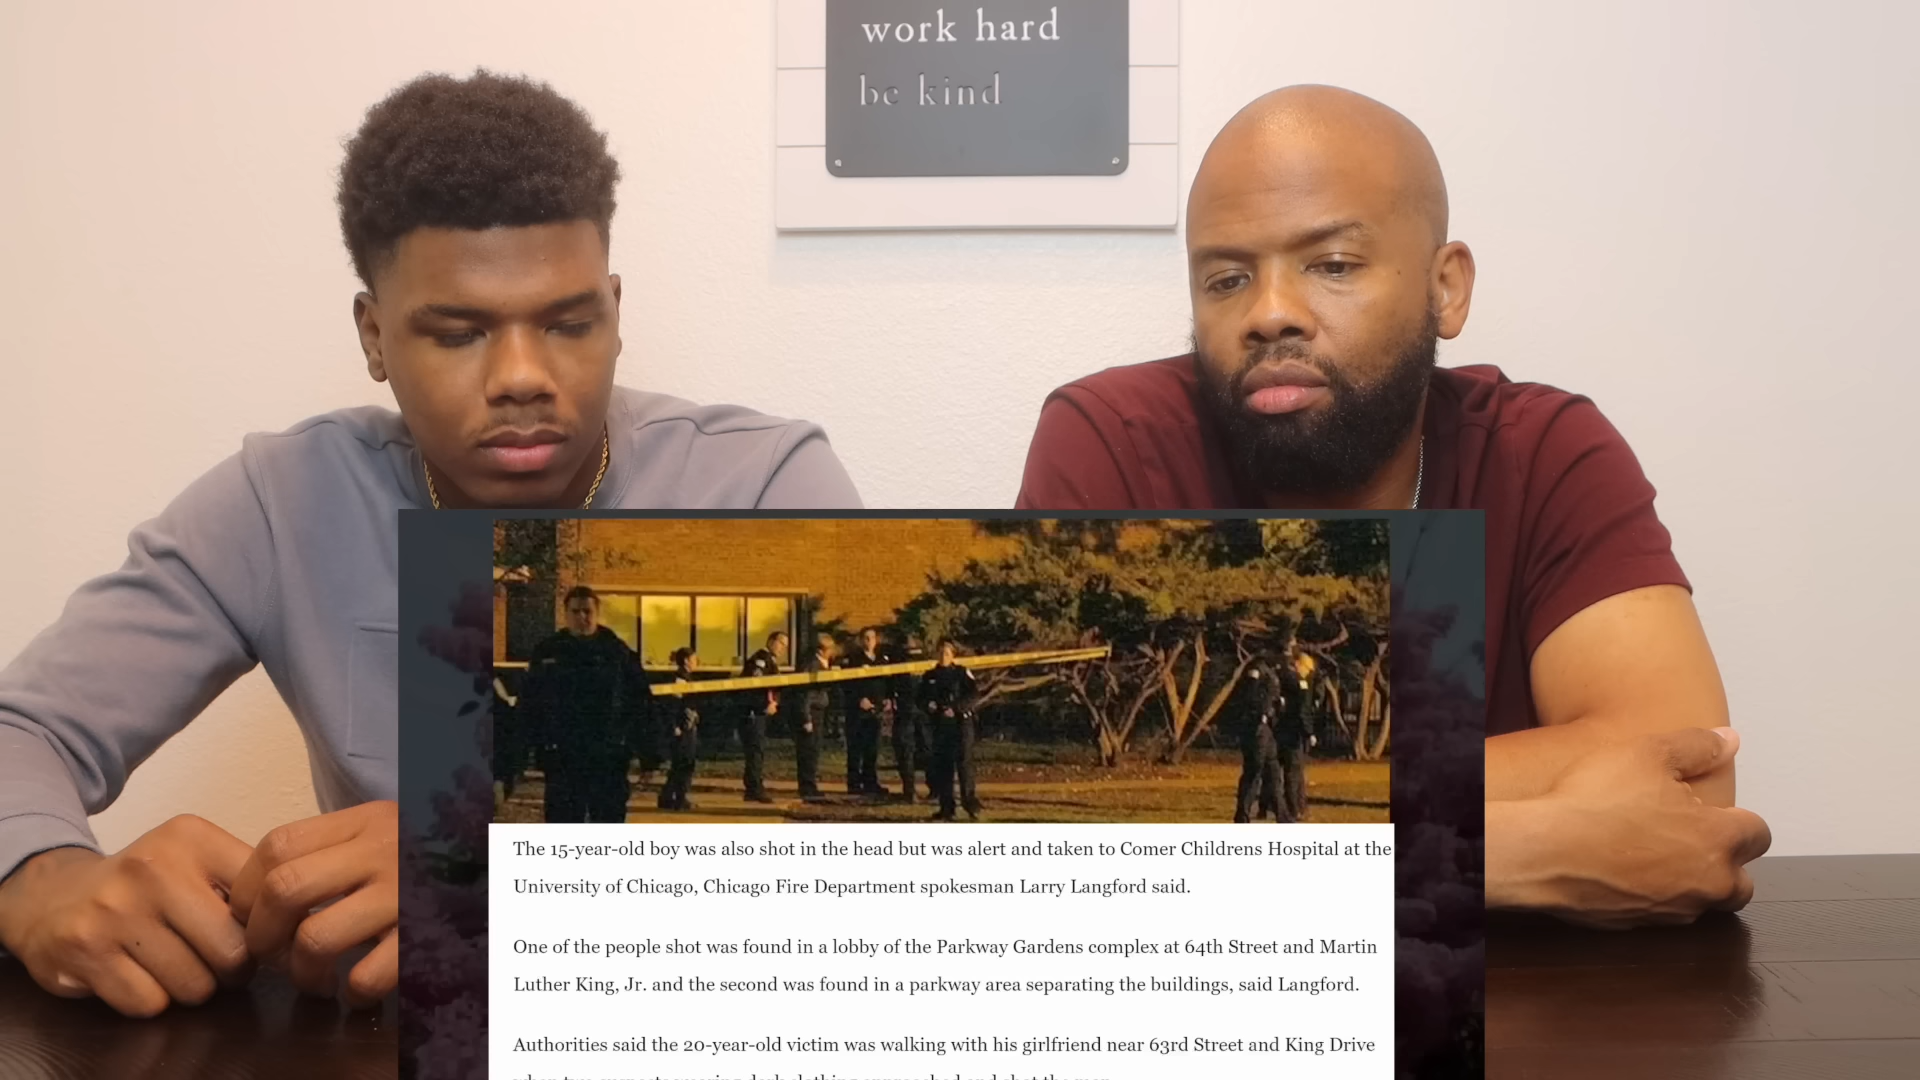 work hard
be kind
The 15-year-old boy was also shot in the head but was alert and taken to Comer Childrens Hospital at the
University of Chicago, Chicago Fire Department spokesman Larry Langford said.
One of the people shot was found in a lobby of the Parkway Gardens complex at 64th Street and Martin
Luther King, Jr. and the second was found in a parkway area separating the buildings, said Langford.
Authorities said the 20-year-old victim was walking with his girlfriend near 63rd Street and King Drive